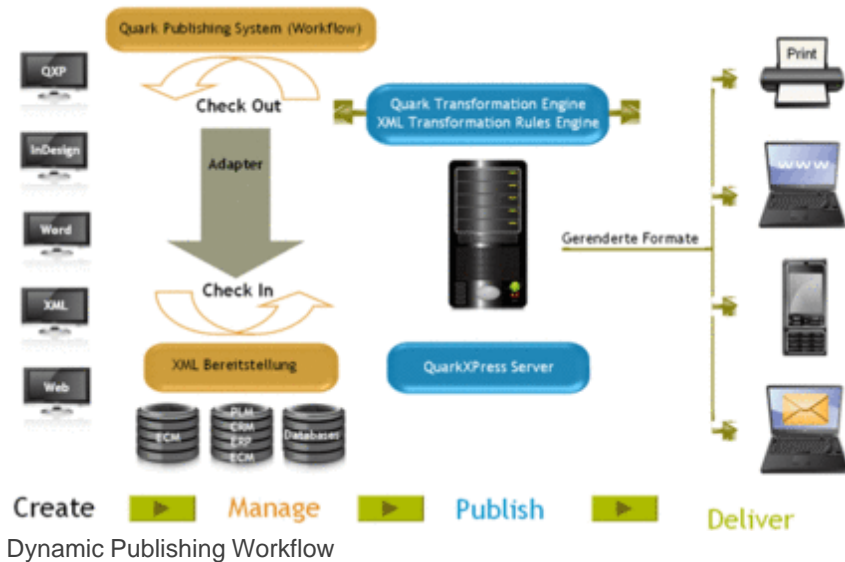 Quark Publishing System (Workflow)
QXP
InDesign
Word
XML
Web
Check Out
Adapter
Check In
XML Bereitstellung
ECM
PLM
CRM
ERP
ECM
Databases
Quark Transformation Engine
XML Transformation Rules Engine
Gerenderte Formate
QuarkXPress Server
Print
WWW
Create
Manage
Publish
Deliver
Dynamic Publishing Workflow